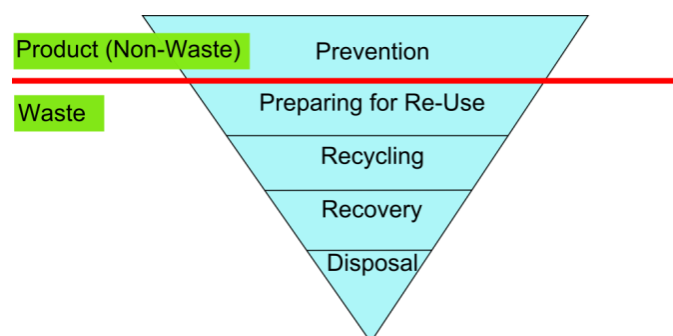 Product (Non-Waste)
Prevention
Waste
Preparing for Re-Use
Recycling
Recovery
Disposal